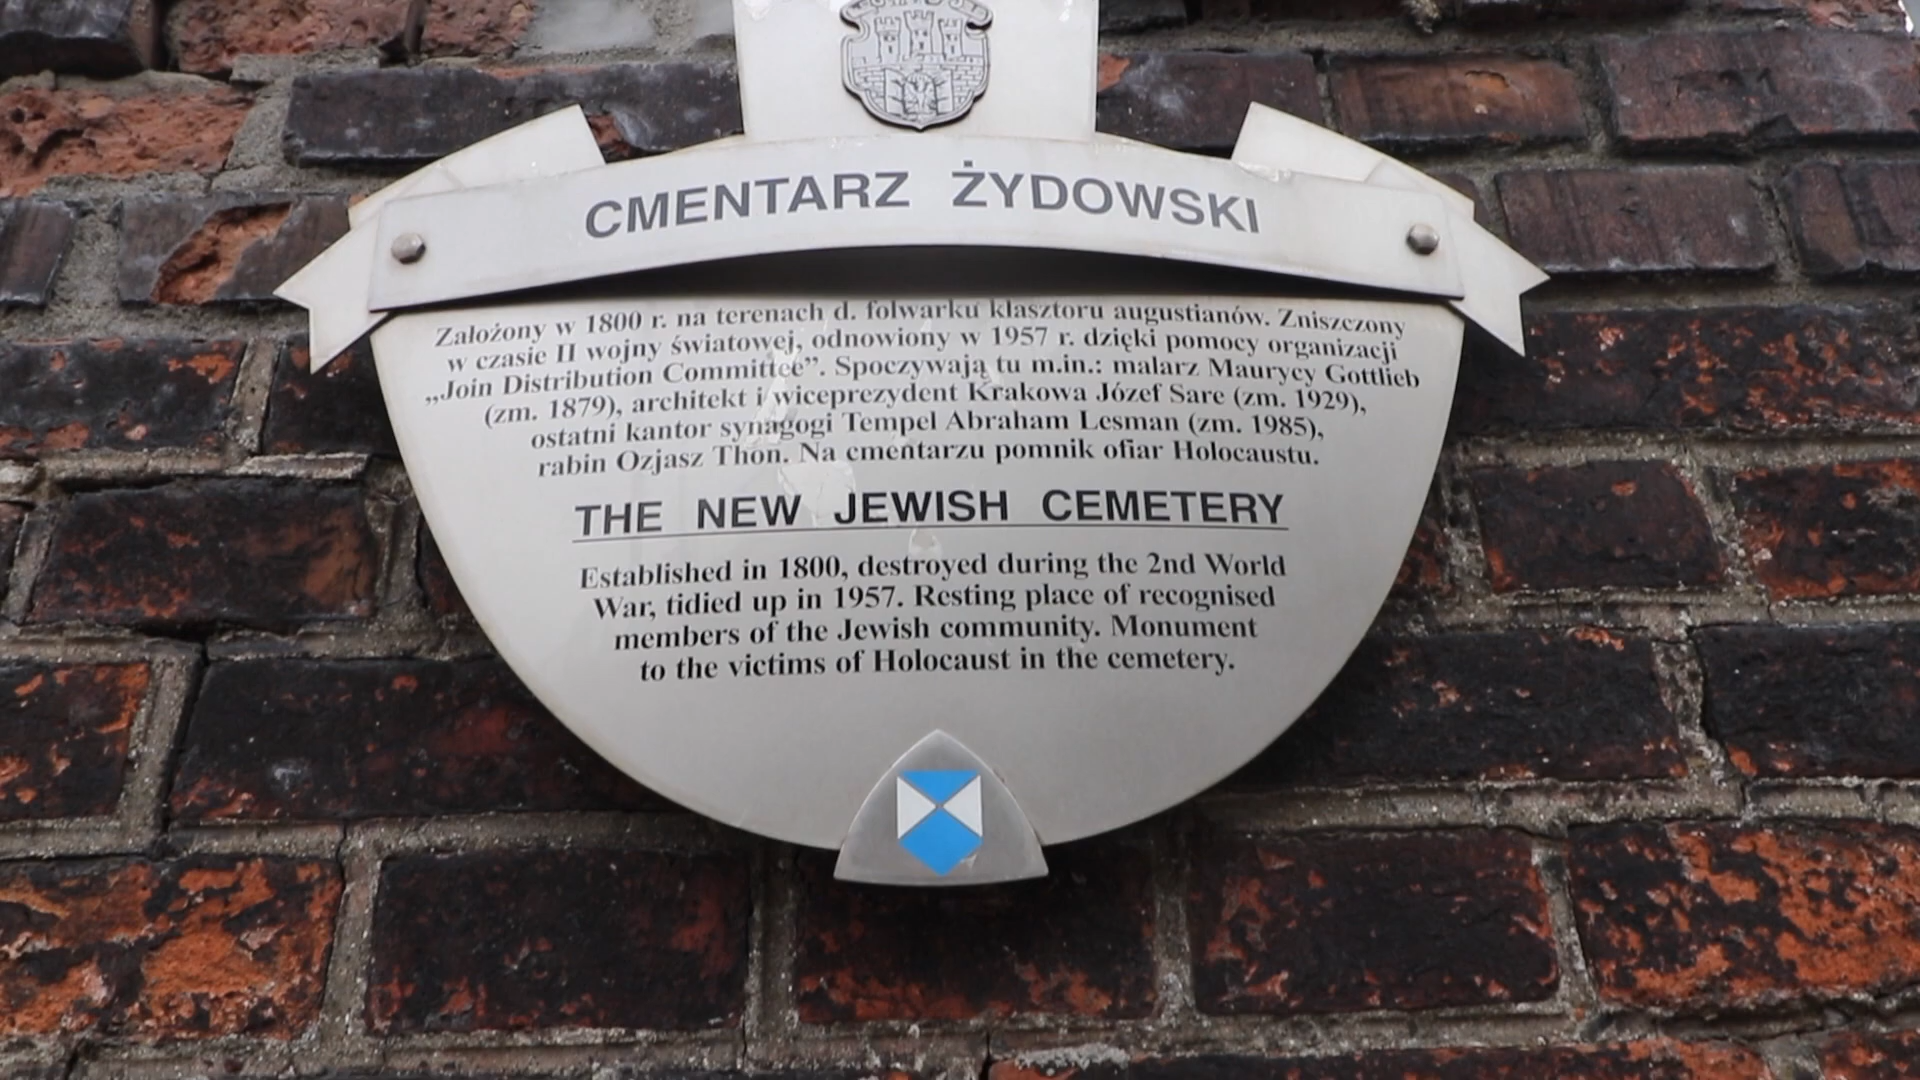 CMENTARZ ŻYDOWSKI
Założony w 1800 r. na terenach d. folwarku klasztoru augustianów. Zniszczony
w czasie II wojny światowej, odnowiony w 1957 r. dzięki pomocy organizacji
„Join Distribution Committee”. Spoczywają tu m.in.: malarz Maurycy Gottlieb
(zm. 1879), architekt i wiceprezydent Krakowa Józef Sare (zm. 1929),
ostatni kantor synagogi Tempel Abraham Lesman (zm. 1985),
rabin Ozjasz Thon. Na cmentarzu pomnik ofiar Holocaustu.
THE NEW JEWISH CEMETERY
Established in 1800, destroyed during the 2nd World
War, tidied up in 1957. Resting place of recognised
members of the Jewish community. Monument
to the victims of Holocaust in the cemetery.